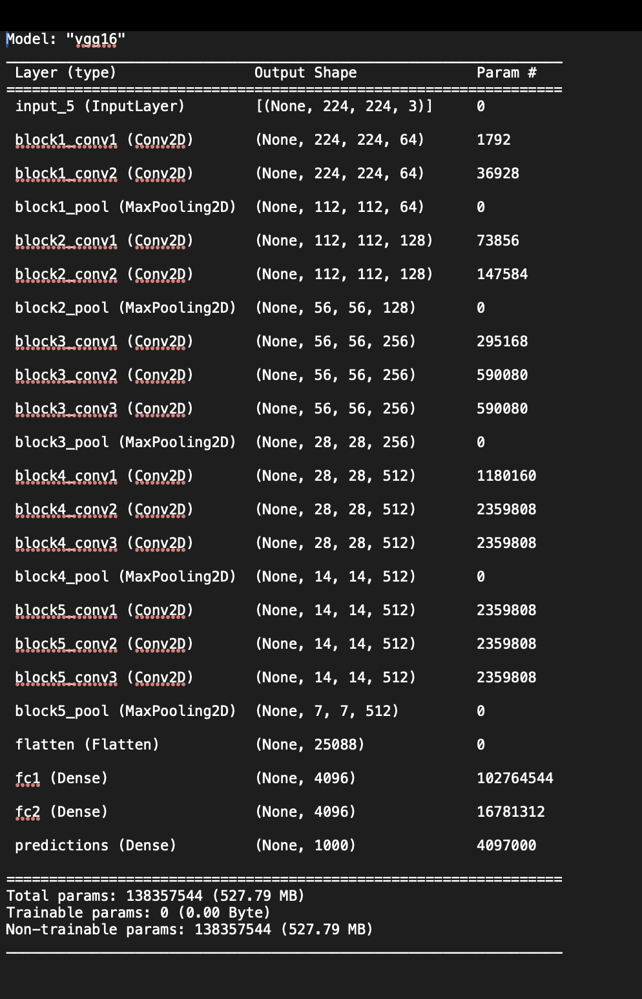 Model: "vgg16"
_________________________________________________________________
Layer (type) Output Shape Param #
=================================================================
input_5 (InputLayer) [(None, 224, 224, 3)] 0
block1_conv1 (Conv2D) (None, 224, 224, 64) 1792
block1_conv2 (Conv2D) (None, 224, 224, 64) 36928
block1_pool (MaxPooling2D) (None, 112, 112, 64) 0
block2_conv1 (Conv2D) (None, 112, 112, 128) 73856
block2_conv2 (Conv2D) (None, 112, 112, 128) 147584
block2_pool (MaxPooling2D) (None, 56, 56, 128) 0
block3_conv1 (Conv2D) (None, 56, 56, 256) 295168
block3_conv2 (Conv2D) (None, 56, 56, 256) 590080
block3_conv3 (Conv2D) (None, 56, 56, 256) 590080
block3_pool (MaxPooling2D) (None, 28, 28, 256) 0
block4_conv1 (Conv2D) (None, 28, 28, 512) 1180160
block4_conv2 (Conv2D) (None, 28, 28, 512) 2359808
block4_conv3 (Conv2D) (None, 28, 28, 512) 2359808
block4_pool (MaxPooling2D) (None, 14, 14, 512) 0
block5_conv1 (Conv2D) (None, 14, 14, 512) 2359808
block5_conv2 (Conv2D) (None, 14, 14, 512) 2359808
block5_conv3 (Conv2D) (None, 14, 14, 512) 2359808
block5_pool (MaxPooling2D) (None, 7, 7, 512) 0
flatten (Flatten) (None, 25088) 0
fc1 (Dense) (None, 4096) 102764544
fc2 (Dense) (None, 4096) 16781312
predictions (Dense) (None, 1000) 4097000
=================================================================
Total params: 138357544 (527.79 MB)
Trainable params: 0 (0.00 Byte)
Non-trainable params: 138357544 (527.79 MB)
_________________________________________________________________